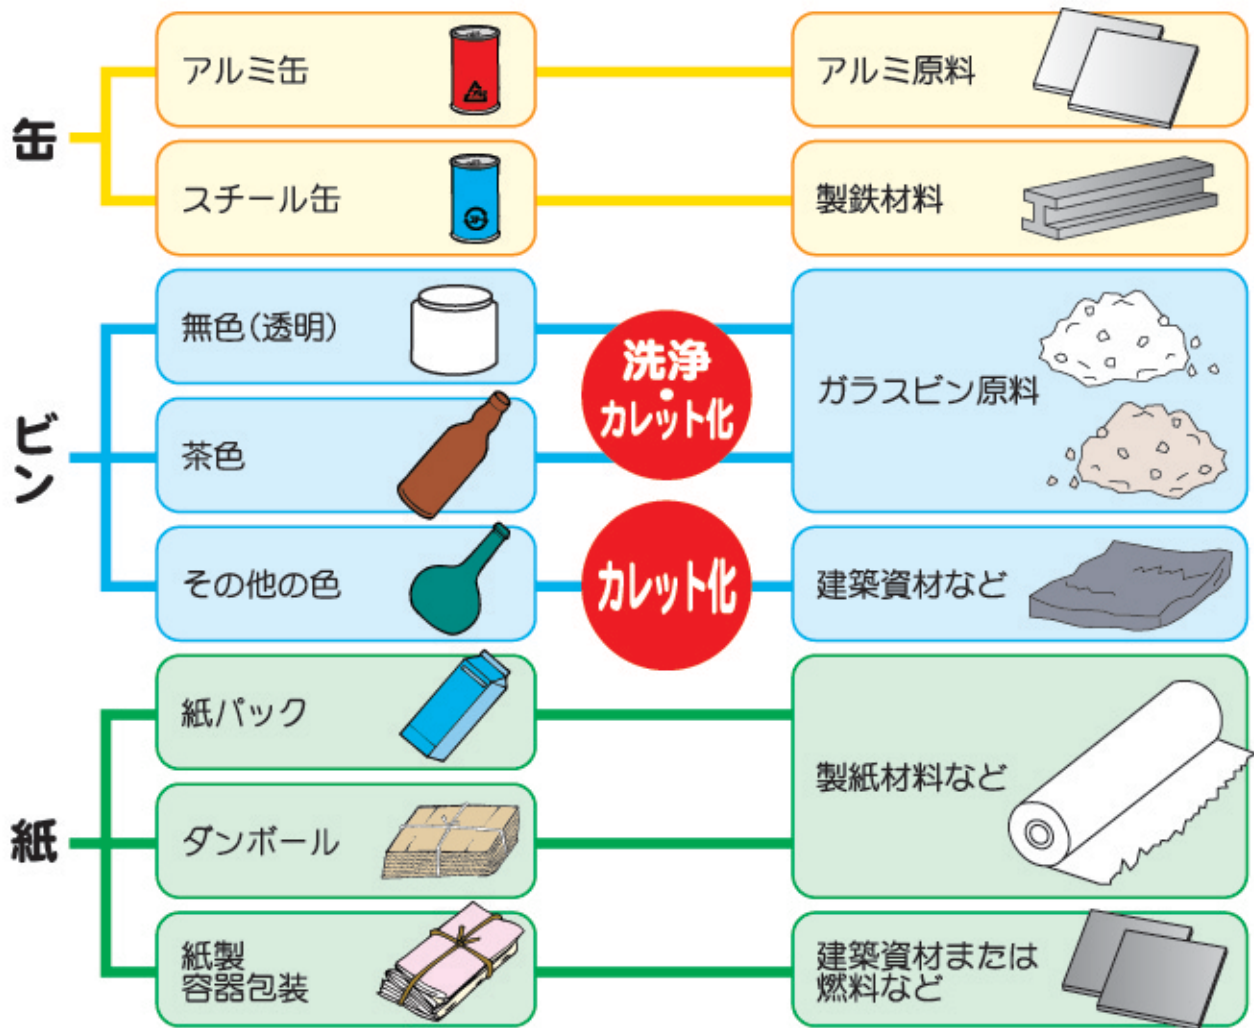 缶
アルミ缶
アルミ原料
スチール缶
製鉄材料
ビン
無色(透明)
茶色
洗浄
・
カレット化
ガラスビン原料
その他の色
カレット化
建築資材など
紙
紙パック
ダンボール
製紙材料など
紙製
容器包装
建築資材または
燃料など